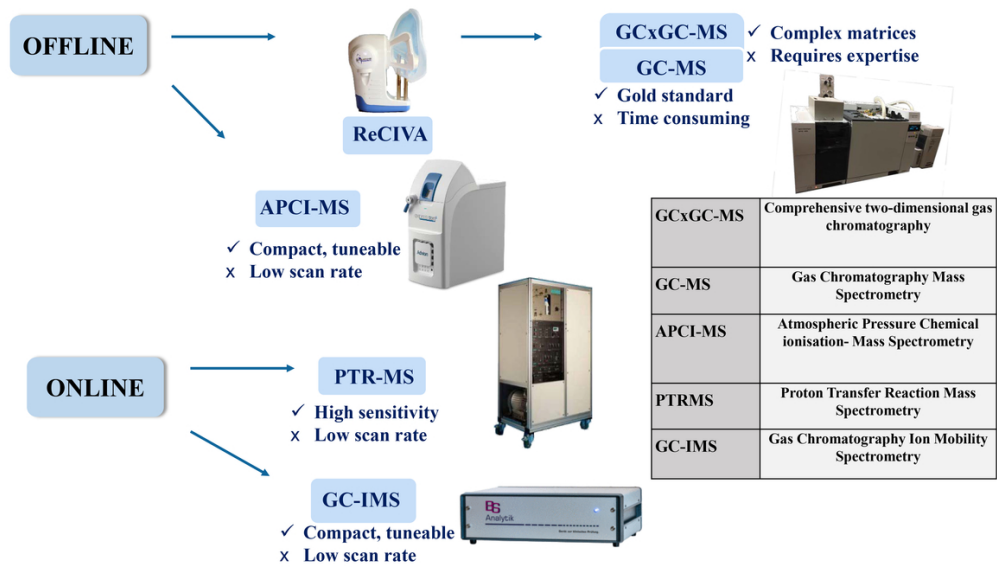 OFFLINE
ReCIVA
GCxGC-MS
✓ Complex matrices
x Requires expertise
GC-MS
✓ Gold standard
x Time consuming
APCI-MS
✓ Compact, tuneable
x Low scan rate
ONLINE
PTR-MS
✓ High sensitivity
x Low scan rate
GC-IMS
✓ Compact, tuneable
x Low scan rate
BS
Analytik
GCxGC-MS
Comprehensive two-dimensional gas
chromatography
GC-MS
Gas Chromatography Mass
Spectrometry
APCI-MS
Atmospheric Pressure Chemical
ionisation- Mass Spectrometry
PTRMS
Proton Transfer Reaction Mass
Spectrometry
GC-IMS
Gas Chromatography Ion Mobility
Spectrometry